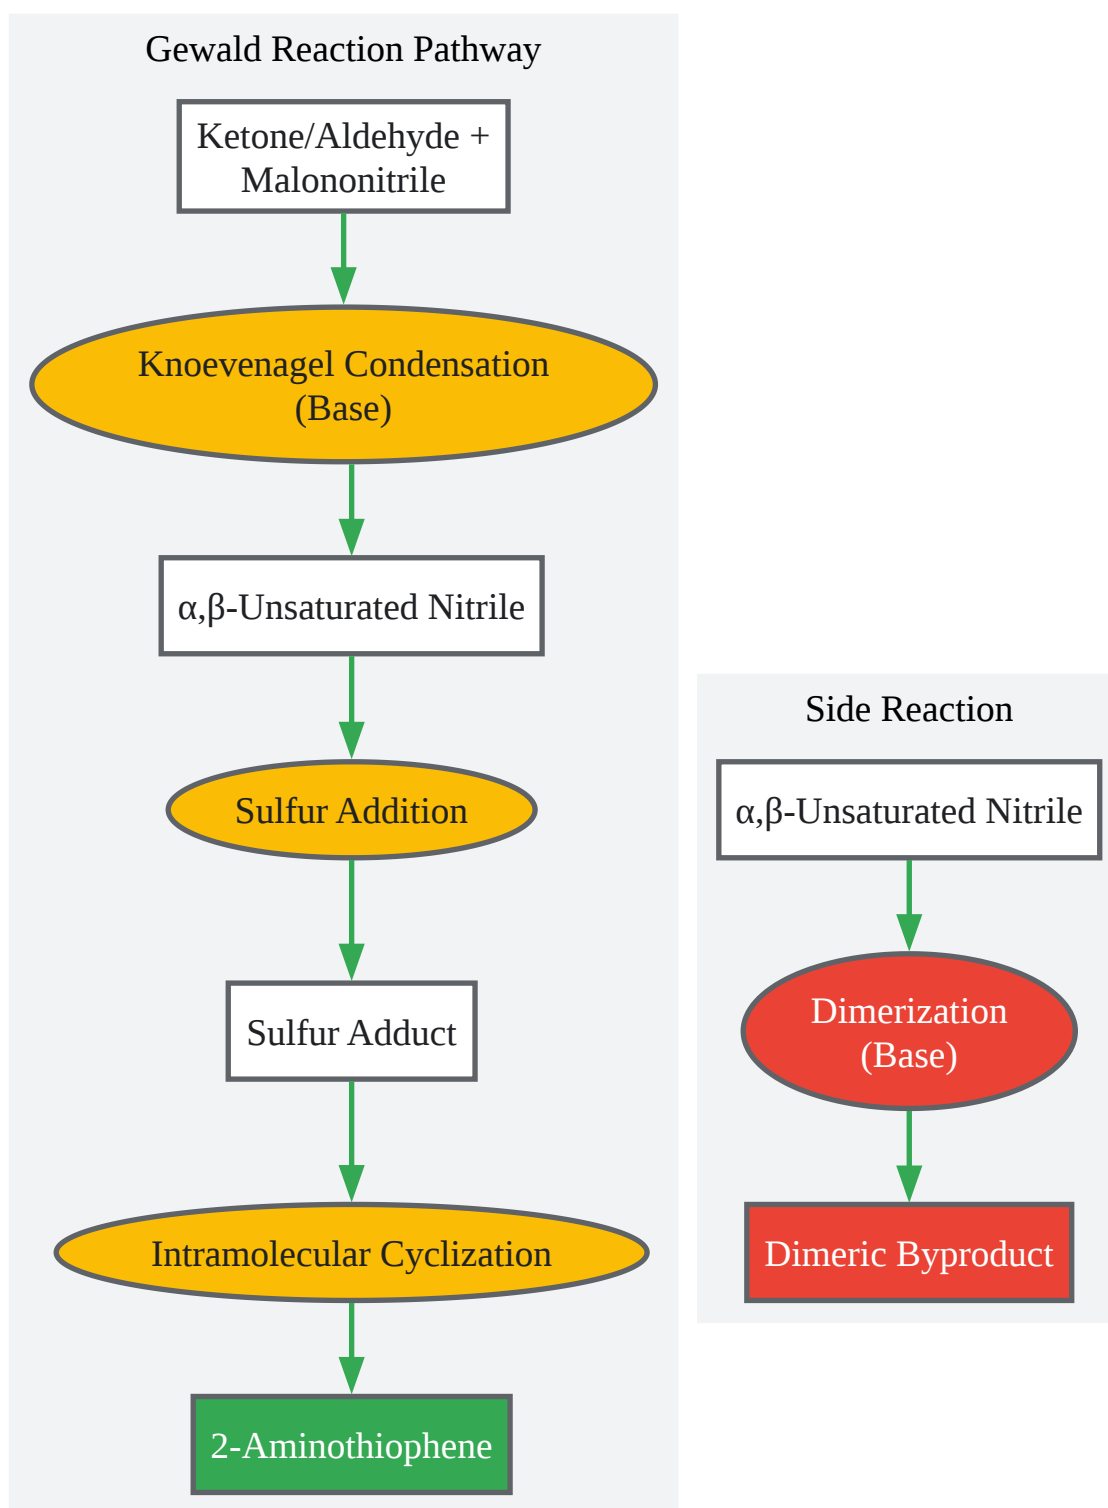 Gewald Reaction Pathway
Ketone/Aldehyde +
Malononitrile
Knoevenagel Condensation
(Base)
α,β-Unsaturated Nitrile
Sulfur Addition
Sulfur Adduct
Intramolecular Cyclization
2-Aminothiophene
Side Reaction
α,β-Unsaturated Nitrile
Dimerization
(Base)
Dimeric Byproduct